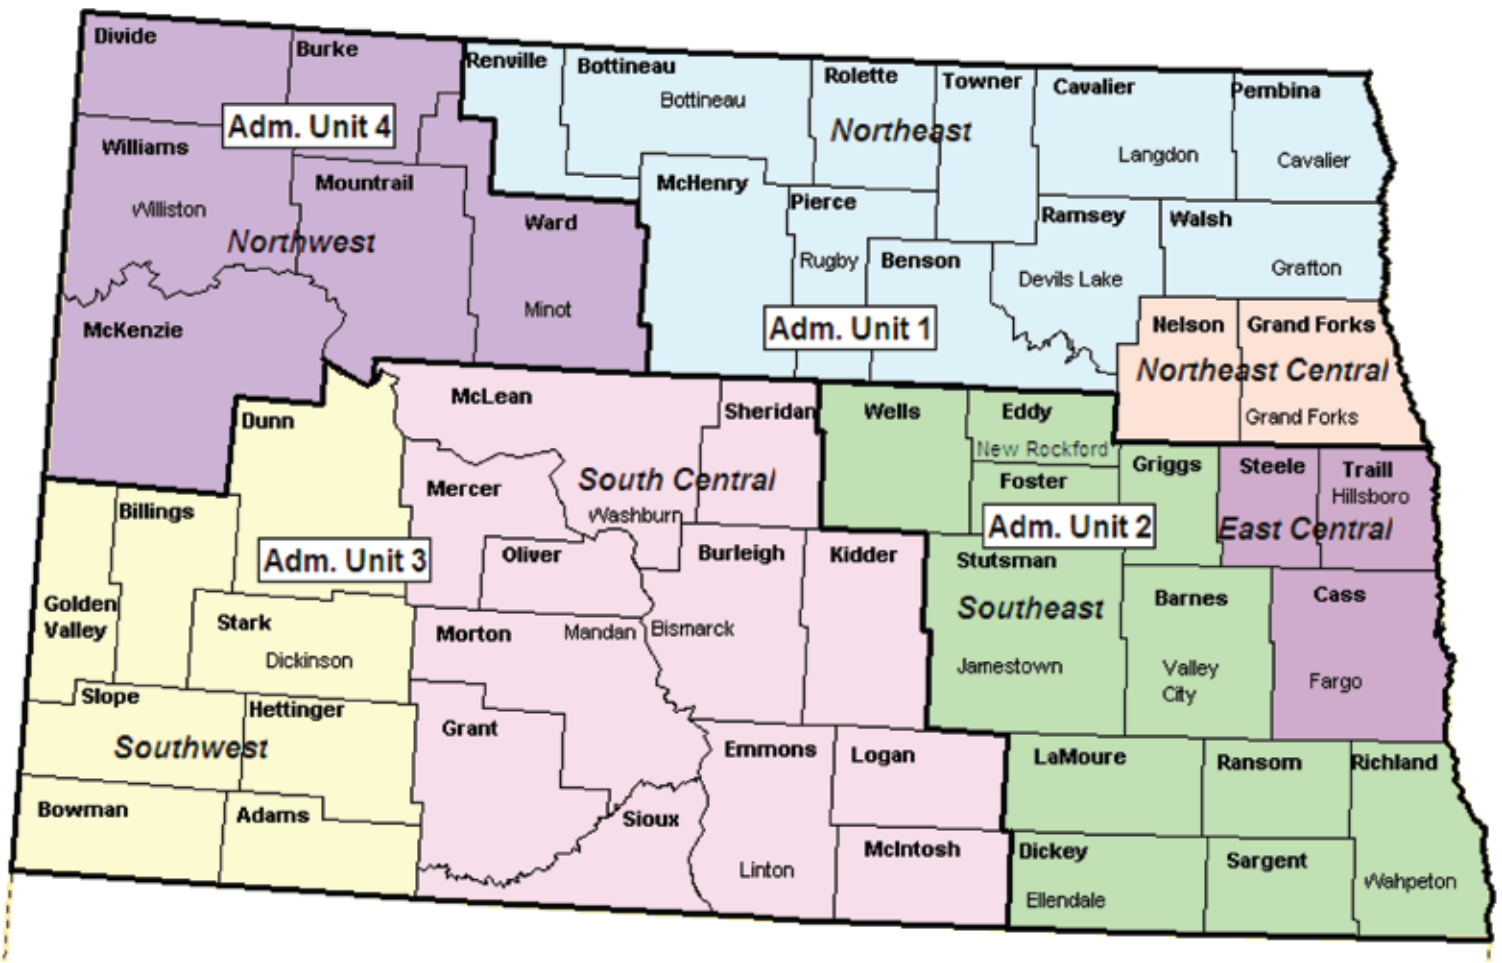 Divide
Burke
Renville
Bottineau
Bottineau
Rolette
Towner
Cavalier
Pembina
Adm. Unit 4
Northeast
Williams
Langdon
Cavalier
Mountrail
McHenry
Pierce
Ramsey
Walsh
Williston
Northwest
Ward
Rugby
Benson
Devils Lake
Grafton
Minot
McKenzie
Adm. Unit 1
Nelson
Grand Forks
Northeast Central
Grand Forks
McLean
Sheridan
Wells
Eddy
New Rockford
Dunn
Griggs
Steele
Traill
Hillsboro
Mercer
South Central
Foster
Washburn
Billings
Adm. Unit 2
East Central
Adm. Unit 3
Oliver
Burleigh
Kidder
Stutsman
Golden
Valley
Stark
Southeast
Barnes
Cass
Dickinson
Morton
Mandan
Bismarck
Jamestown
Valley
City
Fargo
Slope
Hettinger
Southwest
Grant
Emmons
Logan
LaMoure
Ransom
Richland
Bowman
Adams
Sioux
McIntosh
Dickey
Sargent
Linton
Ellendale
Wahpeton